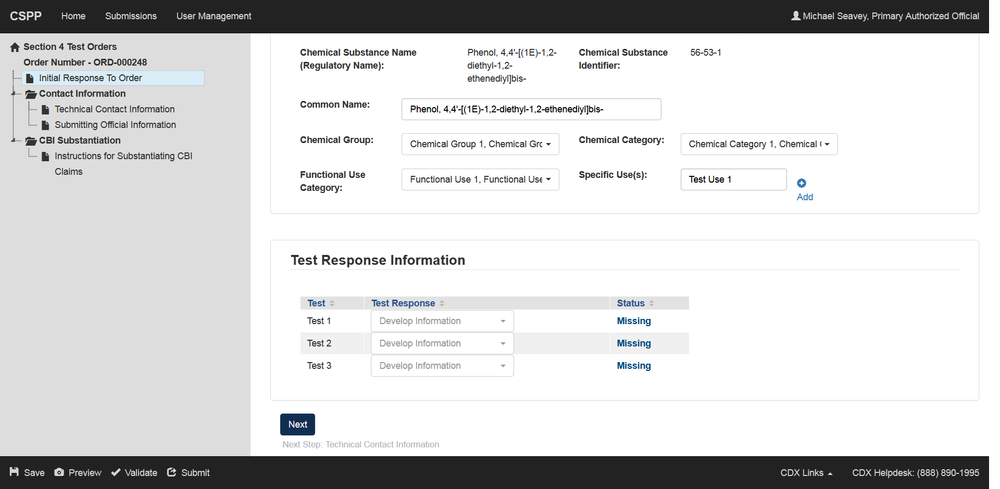 CSPP Home Submissions User Management Michael Seavey, Primary Authorized Official
Section 4 Test Orders
Order Number - ORD-000248
Initial Response To Order
Contact Information
Technical Contact Information
Submitting Official Information
CBI Substantiation
Instructions for Substantiating CBI
Claims
Chemical Substance Name
(Regulatory Name):
Phenol, 4,4'-[(1E)-1,2-
diethyl-1,2-
ethenediyl]bis-
Chemical Substance
Identifier:
56-53-1
Common Name:
Phenol, 4,4'-[(1E)-1,2-diethyl-1,2-ethenediyl]bis-
Chemical Group:
Chemical Group 1, Chemical Grc
Chemical Category:
Chemical Category 1, Chemical
Functional Use
Category:
Functional Use 1, Functional Use
Specific Use(s):
Test Use 1
Add
Test Response Information
Test Test Response Status
Test 1 Develop Information Missing
Test 2 Develop Information Missing
Test 3 Develop Information Missing
Next
Next Step: Technical Contact Information
Save Preview Validate Submit CDX Links CDX Helpdesk: (888) 890-1995